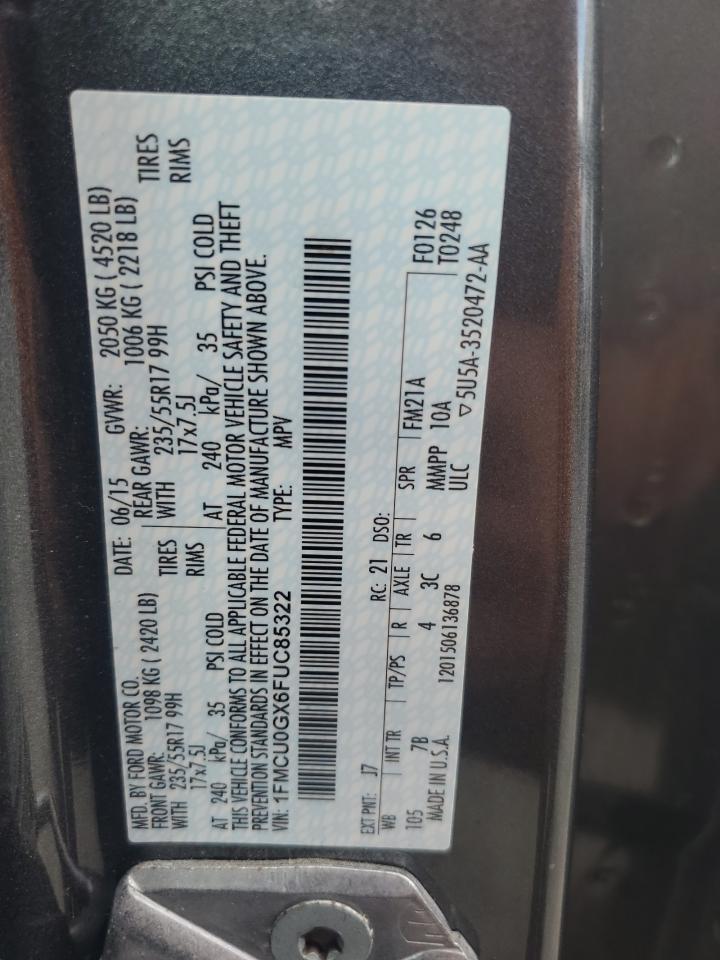 MFD. BY FORD MOTOR CO.
DATE: 06/15 GVWR: 2050 KG ( 4520 LB)
FRONT GAWR: 1098 KG ( 2420 LB)
REAR GAWR: 1006 KG ( 2218 LB)
WITH 235/55R17 99H TIRES
WITH 235/55R17 99H TIRES
17x7.5J RIMS
17x7.5J RIMS
AT 240 kPa/ 35 PSI COLD
AT 240 kPa/ 35 PSI COLD
THIS VEHICLE CONFORMS TO ALL APPLICABLE FEDERAL MOTOR VEHICLE SAFETY AND THEFT
PREVENTION STANDARDS IN EFFECT ON THE DATE OF MANUFACTURE SHOWN ABOVE.
VIN: 1FMCU0GX6FUC85322 TYPE: MPV
EXT PNT: J7 RC: 21 DSO:
WB INT TR TP/PS R AXLE TR SPR FM21A F0126
105 7B 4 3C 6 MMPP 10A T0248
MADE IN U.S.A. 1201506136878 ULC ▽5U5A-3520472-AA